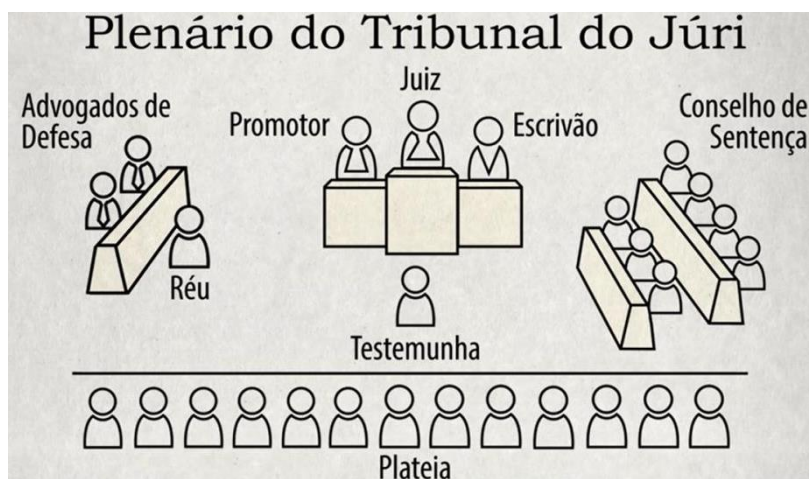 Plenário do Tribunal do Júri
Juiz
Advogados de
Defesa
Promotor
Escrivão
Conselho de
Sentença
Réu
Testemunha
Plateia